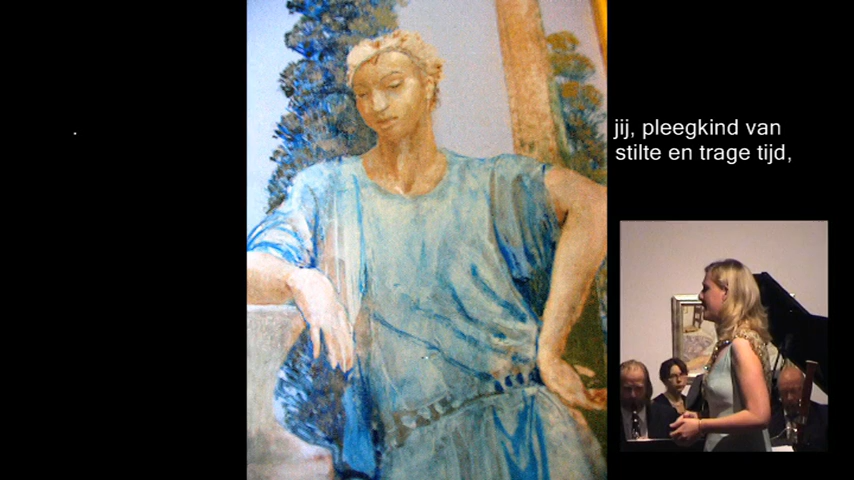 jij, pleegkind van
stilte en trage tijd,